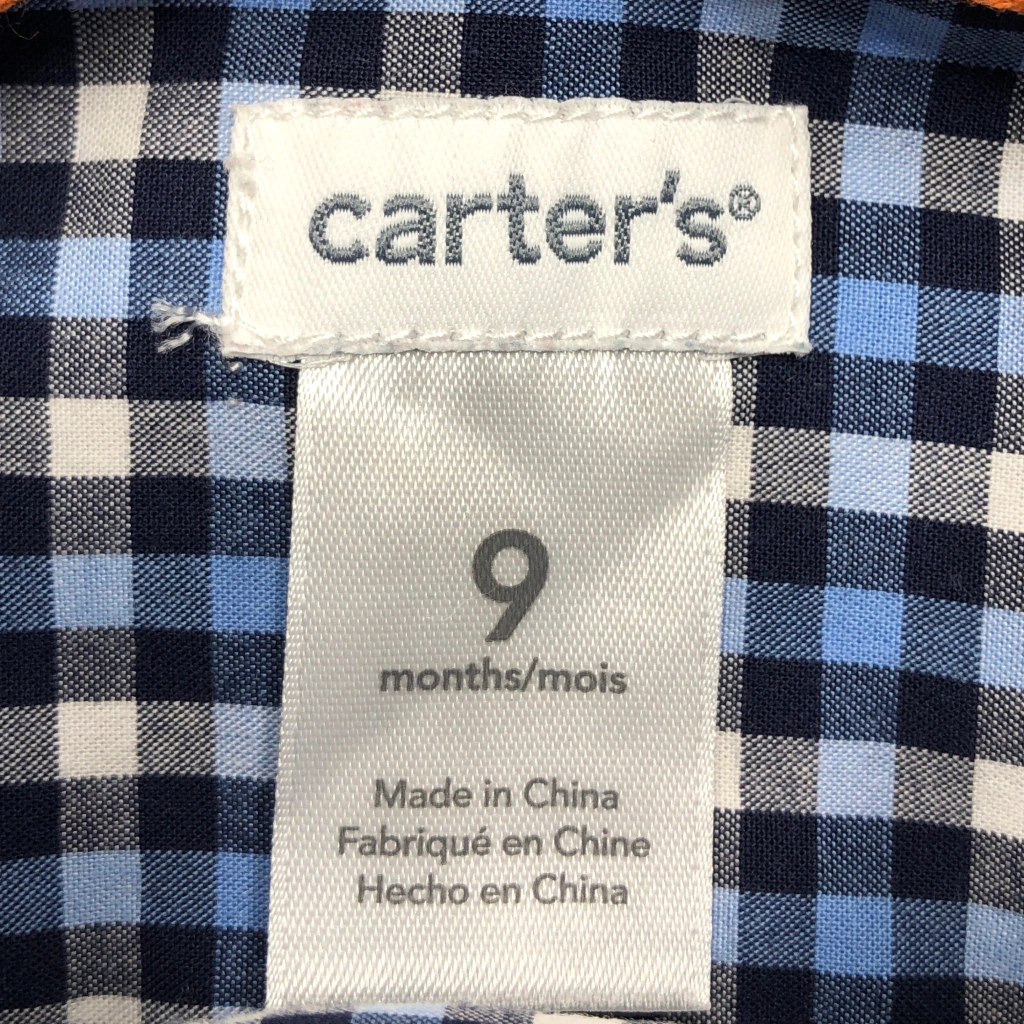 carter's®
9
months/mois
Made in China
Fabriqué en Chine
Hecho en China